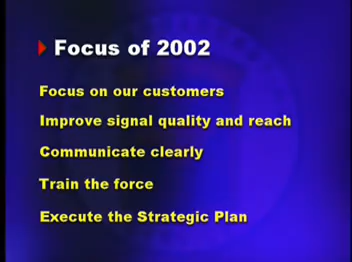 Focus of 2002
Focus on our customers
Improve signal quality and reach
Communicate clearly
Train the force
Execute the Strategic Plan